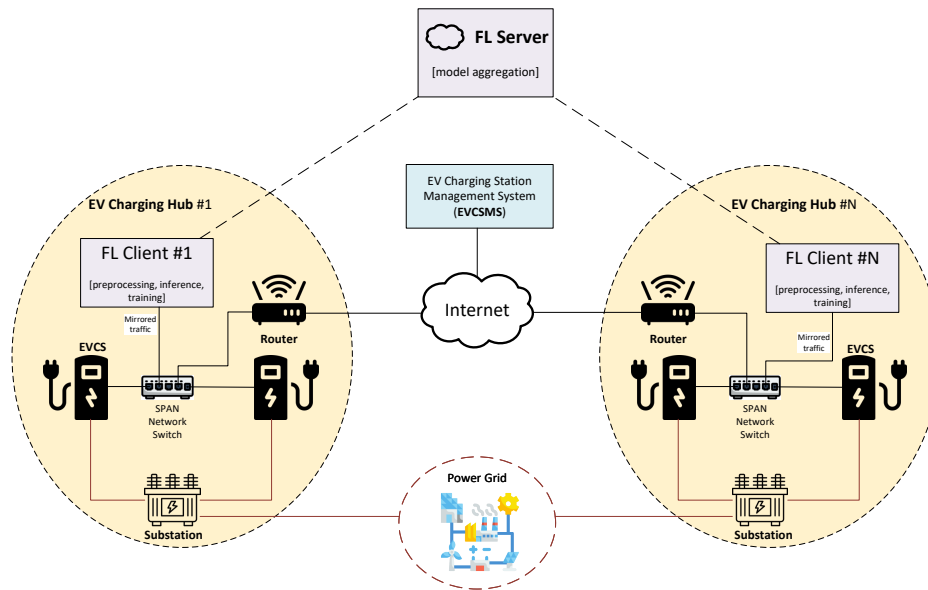 FL Server
[model aggregation]
EV Charging Station
Management System
(EVCSMS)
EV Charging Hub #1
FL Client #1
[preprocessing, inference,
training]
Mirrored
traffic
EVCS
Router
SPAN
Network
Switch
Substation
Internet
Power Grid
EV Charging Hub #N
FL Client #N
[preprocessing, inference,
training]
Mirrored
traffic
Router
EVCS
SPAN
Network
Switch
Substation